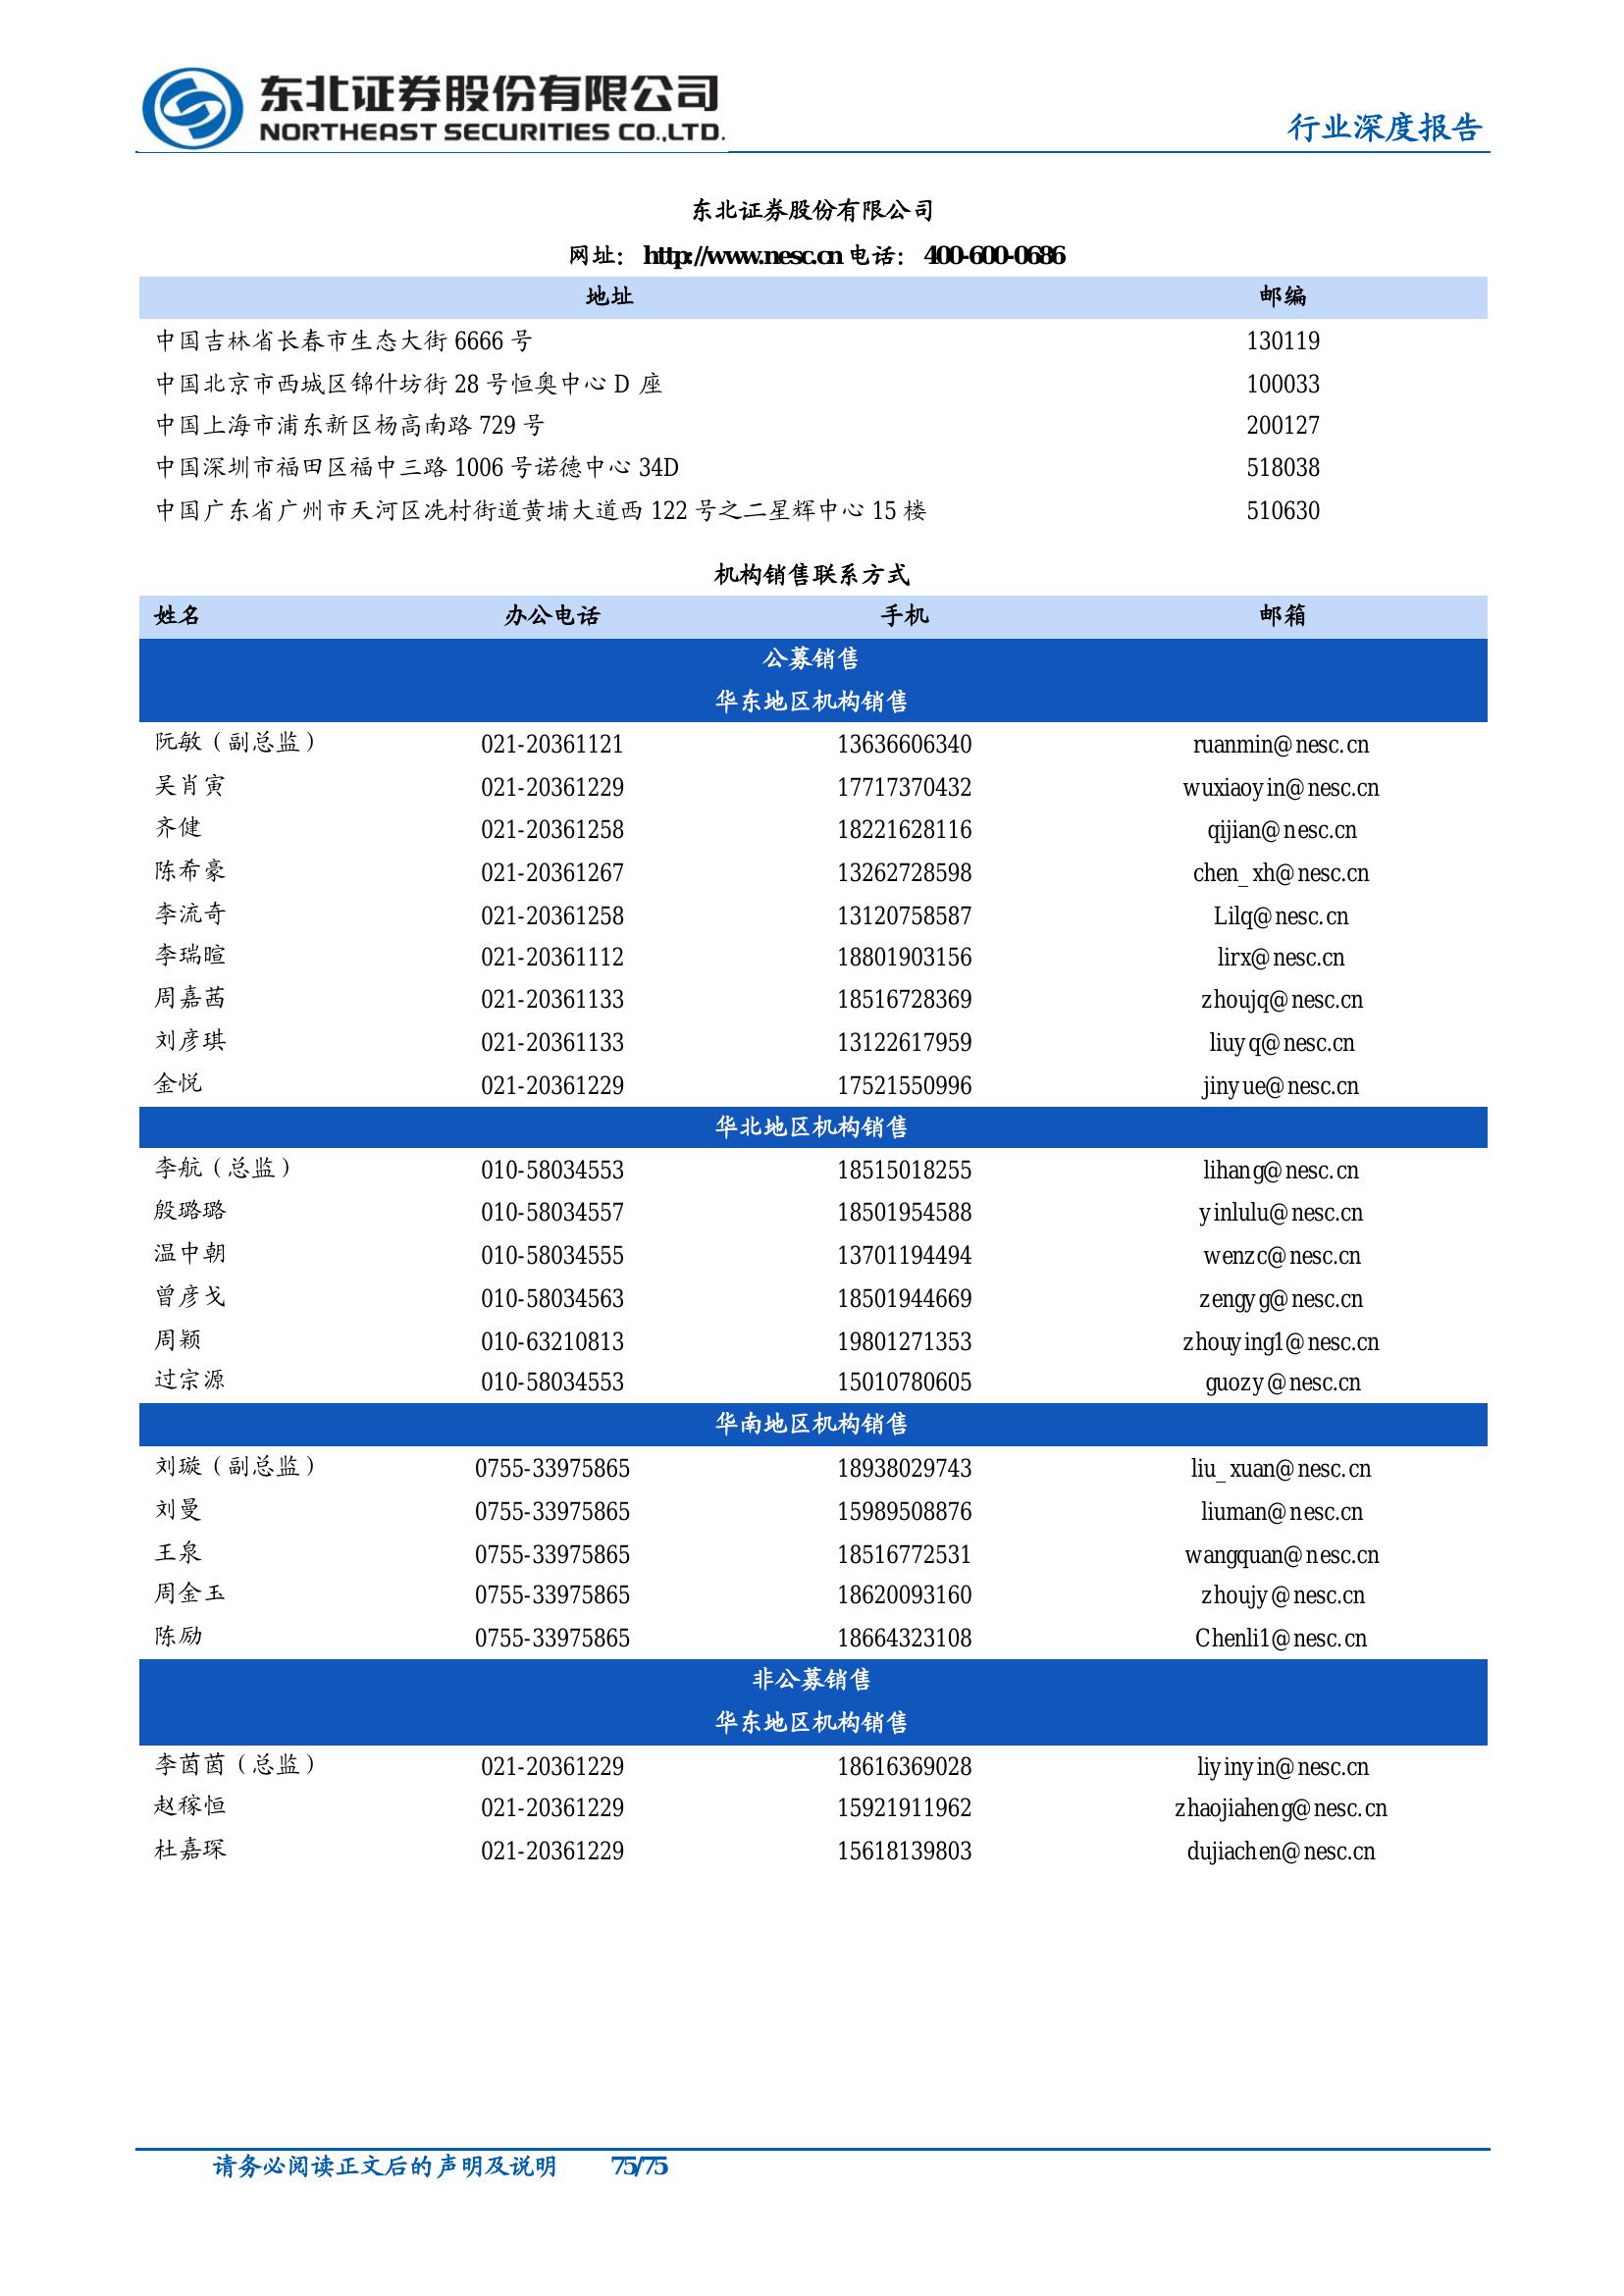 东北证券股份有限公司
NORTHEAST SECURITIES CO.,LTD.
行业深度报告
东北证券股份有限公司
网址： http://www.nesc.cn 电话： 400-600-0686
地址 邮编
中国吉林省长春市生态大街 6666 号 130119
中国北京市西城区锦什坊街 28 号恒奥中心 D 座 100033
中国上海市浦东新区杨高南路 729 号 200127
中国深圳市福田区福中三路 1006 号诺德中心 34D 518038
中国广东省广州市天河区冼村街道黄埔大道西 122 号之二星辉中心 15 楼 510630
机构销售联系方式
姓名 办公电话 手机 邮箱
公募销售
华东地区机构销售
阮敏（副总监） 021-20361121 13636606340 ruanmin@nesc.cn
吴肖寅 021-20361229 17717370432 wuxiaoyin@nesc.cn
齐健 021-20361258 18221628116 qijian@nesc.cn
陈希豪 021-20361267 13262728598 chen_xh@nesc.cn
李流奇 021-20361258 13120758587 Lilq@nesc.cn
李瑞暄 021-20361112 18801903156 lirx@nesc.cn
周嘉茜 021-20361133 18516728369 zhoujq@nesc.cn
刘彦琪 021-20361133 13122617959 liuyq@nesc.cn
金悦 021-20361229 17521550996 jinyue@nesc.cn
华北地区机构销售
李航（总监） 010-58034553 18515018255 lihang@nesc.cn
殷璐璐 010-58034557 18501954588 yinlulu@nesc.cn
温中朝 010-58034555 13701194494 wenzc@nesc.cn
曾彦戈 010-58034563 18501944669 zengyg@nesc.cn
周颖 010-63210813 19801271353 zhouying1@nesc.cn
过宗源 010-58034553 15010780605 guozy@nesc.cn
华南地区机构销售
刘璇（副总监） 0755-33975865 18938029743 liu_xuan@nesc.cn
刘曼 0755-33975865 15989508876 liuman@nesc.cn
王泉 0755-33975865 18516772531 wangquan@nesc.cn
周金玉 0755-33975865 18620093160 zhoujy@nesc.cn
陈励 0755-33975865 18664323108 Chenli1@nesc.cn
非公募销售
华东地区机构销售
李茵茵（总监） 021-20361229 18616369028 liyinyin@nesc.cn
赵稼恒 021-20361229 15921911962 zhaojiaheng@nesc.cn
杜嘉琛 021-20361229 15618139803 dujiachen@nesc.cn
请务必阅读正文后的声明及说明 75/75